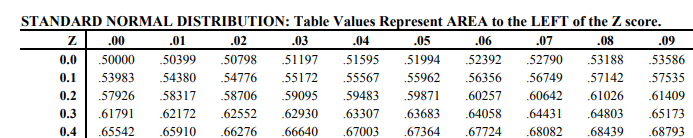 STANDARD NORMAL DISTRIBUTION: Table Values Represent AREA to the LEFT of the Z score.
Z .00 .01 .02 .03 .04 .05 .06 .07 .08 .09
0.0 .50000 .50399 .50798 .51197 .51595 .51994 .52392 .52790 .53188 .53586
0.1 .53983 .54380 .54776 .55172 .55567 .55962 .56356 .56749 .57142 .57535
0.2 .57926 .58317 .58706 .59095 .59483 .59871 .60257 .60642 .61026 .61409
0.3 .61791 .62172 .62552 .62930 .63307 .63683 .64058 .64431 .64803 .65173
0.4 .65542 .65910 .66276 .66640 .67003 .67364 .67724 .68082 .68439 .68793